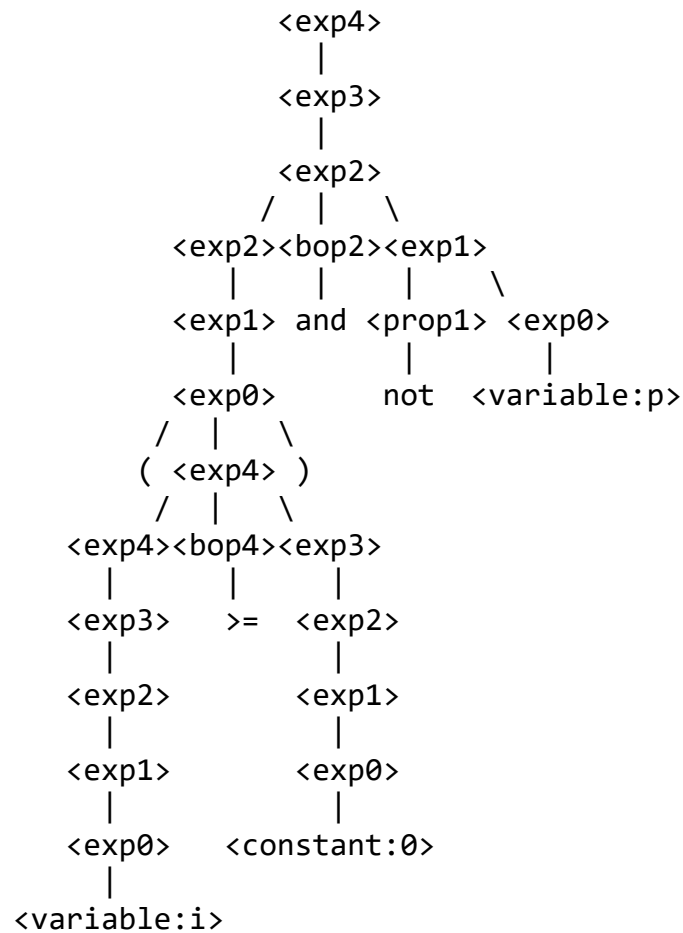 <exp4>
|
<exp3>
|
<exp2>
/ | \
<exp2><bop2><exp1>
| | | \
<exp1> and <prop1> <exp0>
| | |
<exp0> not <variable:p>
/ | \
( <exp4> )
/ | \
<exp4><bop4><exp3>
| | |
<exp3> >= <exp2>
| |
<exp2> <exp1>
| |
<exp1> <exp0>
| |
<exp0> <constant:0>
|
<variable:i>